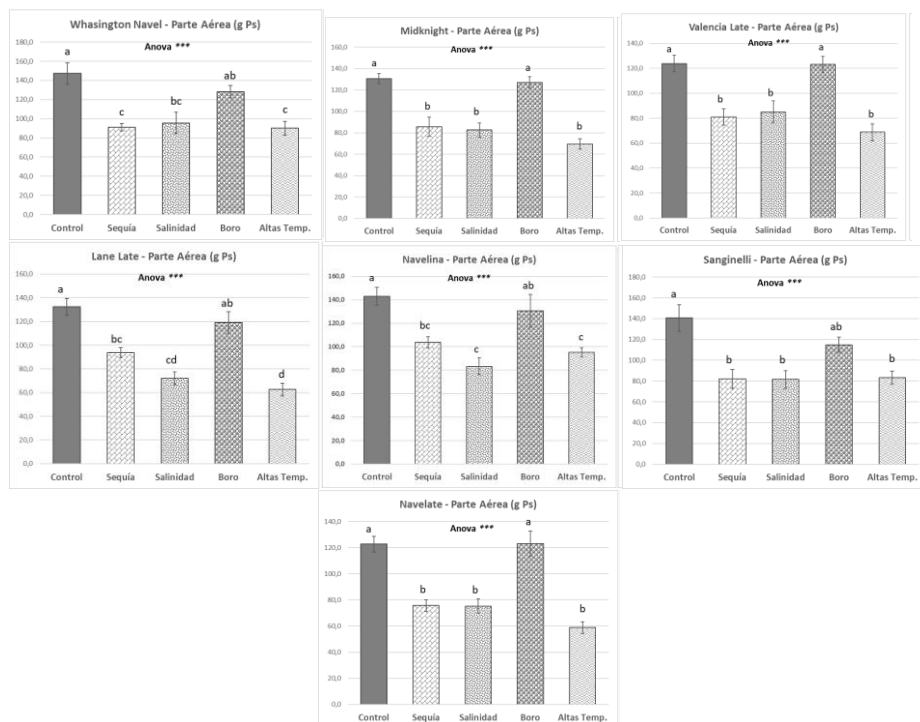 Whasington Navel - Parte Aérea (g Ps)
Anova ***
180,0
160,0
140,0
120,0
100,0
80,0
60,0
40,0
20,0
0,0
a
c
bc
ab
c
Control Sequía Salinidad Boro Altas Temp.
Midknight - Parte Aérea (g Ps)
Anova ***
160,0
140,0
120,0
100,0
80,0
60,0
40,0
20,0
0,0
a
b
b
a
b
Control Sequía Salinidad Boro Altas Temp.
Valencia Late - Parte Aérea (g Ps)
Anova ***
140,0
120,0
100,0
80,0
60,0
40,0
20,0
0,0
a
b
b
a
b
Control Sequía Salinidad Boro Altas Temp.
Lane Late - Parte Aérea (g Ps)
Anova ***
160,0
140,0
120,0
100,0
80,0
60,0
40,0
20,0
0,0
a
bc
cd
ab
d
Control Sequía Salinidad Boro Altas Temp.
Navelina - Parte Aérea (g Ps)
Anova ***
160,0
140,0
120,0
100,0
80,0
60,0
40,0
20,0
0,0
a
bc
c
ab
c
Control Sequía Salinidad Boro Altas Temp.
Sanginelli - Parte Aérea (g Ps)
Anova ***
180,0
160,0
140,0
120,0
100,0
80,0
60,0
40,0
20,0
0,0
a
b
b
ab
b
Control Sequía Salinidad Boro Altas Temp.
Navelate - Parte Aérea (g Ps)
Anova ***
140,0
120,0
100,0
80,0
60,0
40,0
20,0
0,0
a
b
b
a
b
Control Sequía Salinidad Boro Altas Temp.